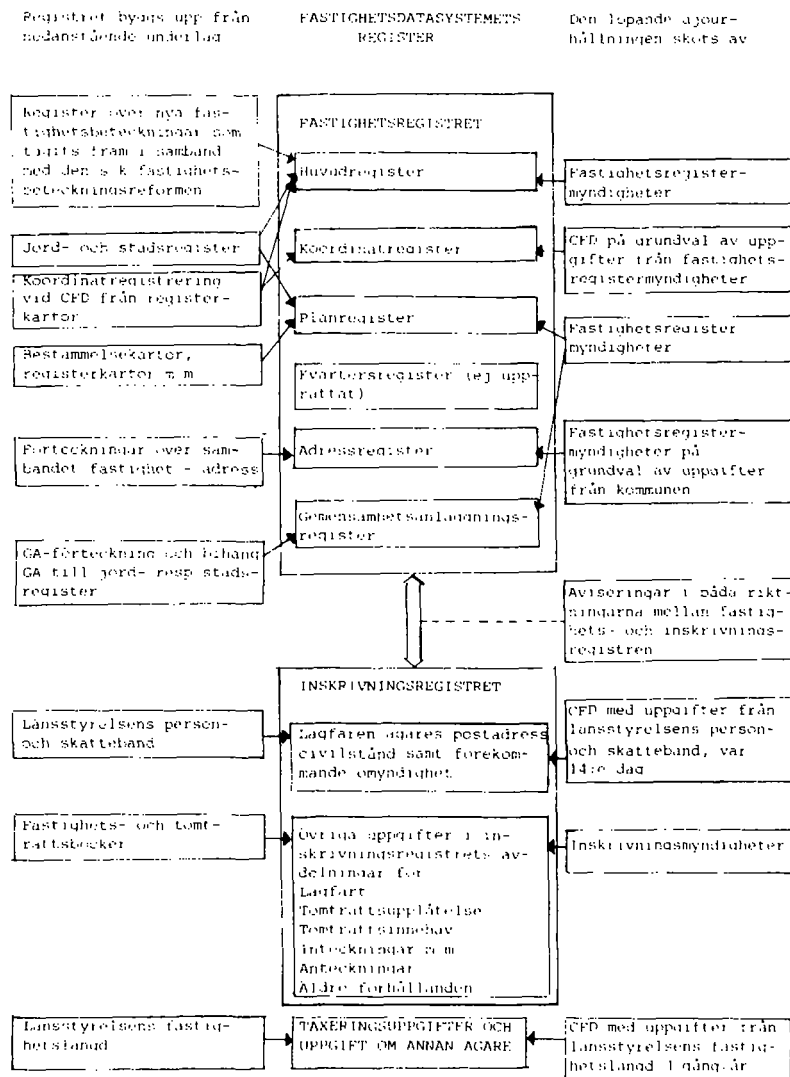 Registret byggs upp från
nedanstående underlag
FASTIGHETSDATASYSTEMETS
REGISTER
Den löpande ajour-
hållningen sköts av
Register över nya fas-
tighetsbeteckningar som
tagits fram i samband
med den s k fastighets-
beteckningsreformen
Jord- och stadsregister
Koordinatregistrering
vid CFD från register-
kartor
Bestämmelsekartor,
registerkartor m m
Förteckningar över sam-
bandet fastighet - adress
GA-förteckning och bihang
GA till jord- resp stads-
register
FASTIGHETSREGISTRET
Huvudregister
Koordinatregister
Planregister
Kvartersregister (ej upp-
rättat)
Adressregister
Gemensamhetsanläggnings-
register
Fastighetsregister-
myndigheter
CFD på grundval av upp-
gifter från fastighets-
registermyndigheter
Fastighetsregister
myndigheter
Fastighetsregister-
myndigheter på
grundval av uppgifter
från kommunen
Aviseringar i båda rikt-
ningarna mellan fastig-
hets- och inskrivnings-
registren
INSKRIVNINGSREGISTRET
Länsstyrelsens person-
och skatteband
Lagfaren ägares postadress
civilstånd samt förekom-
mande omyndighet
CFD med uppgifter från
länsstyrelsens person-
och skatteband, var
14:e dag
Fastighets- och tomt-
rättsböcker
Övriga uppgifter i in-
skrivningsregistrets av-
delningar för
Lagfart
Tomträttsupplåtelse
Tomträttsinnehav
Inteckningar m m
Anteckningar
Äldre förhållanden
Inskrivningsmyndigheter
Länsstyrelsens fastig-
hetslängd
TAXERINGSUPPGIFTER OCH
UPPGIFT OM ANNAN ÄGARE
CFD med uppgifter från
länsstyrelsens fastig-
hetslängd 1 gång/år